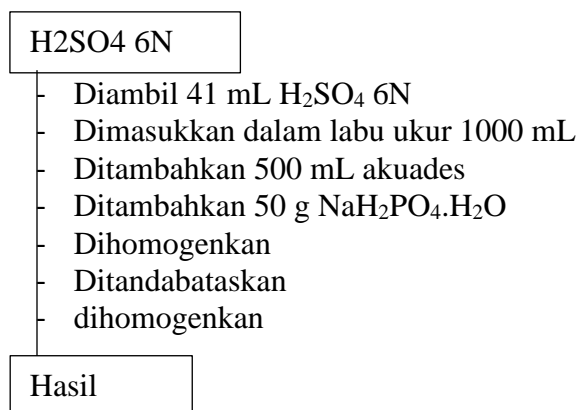 H2SO4 6N
- Diambil 41 mL H₂SO₄ 6N
- Dimasukkan dalam labu ukur 1000 mL
- Ditambahkan 500 mL akuades
- Ditambahkan 50 g NaH₂PO₄.H₂O
- Dihomogenkan
- Ditandabataskan
- dihomogenkan
Hasil